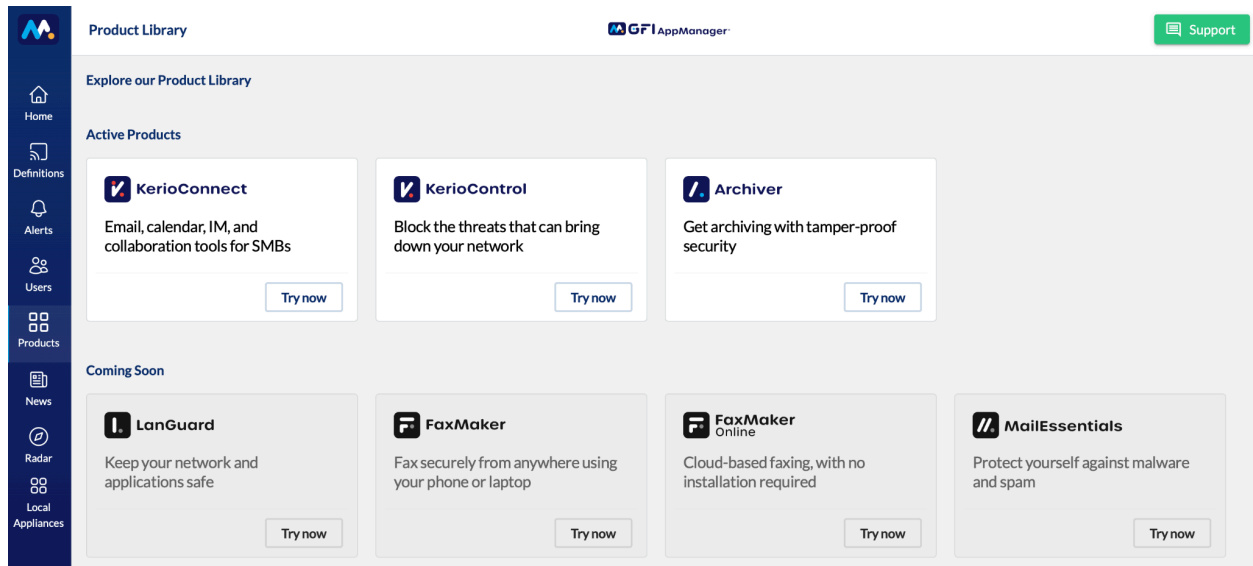 Product Library
GFI AppManager
Support
Home
Definitions
Alerts
Users
Products
News
Radar
Local
Appliances
Explore our Product Library
Active Products
KerioConnect
Email, calendar, IM, and
collaboration tools for SMBs
Try now
KerioControl
Block the threats that can bring
down your network
Try now
Archiver
Get archiving with tamper-proof
security
Try now
Coming Soon
LanGuard
Keep your network and
applications safe
Try now
FaxMaker
Fax securely from anywhere using
your phone or laptop
Try now
FaxMaker
Online
Cloud-based faxing, with no
installation required
Try now
MailEssentials
Protect yourself against malware
and spam
Try now